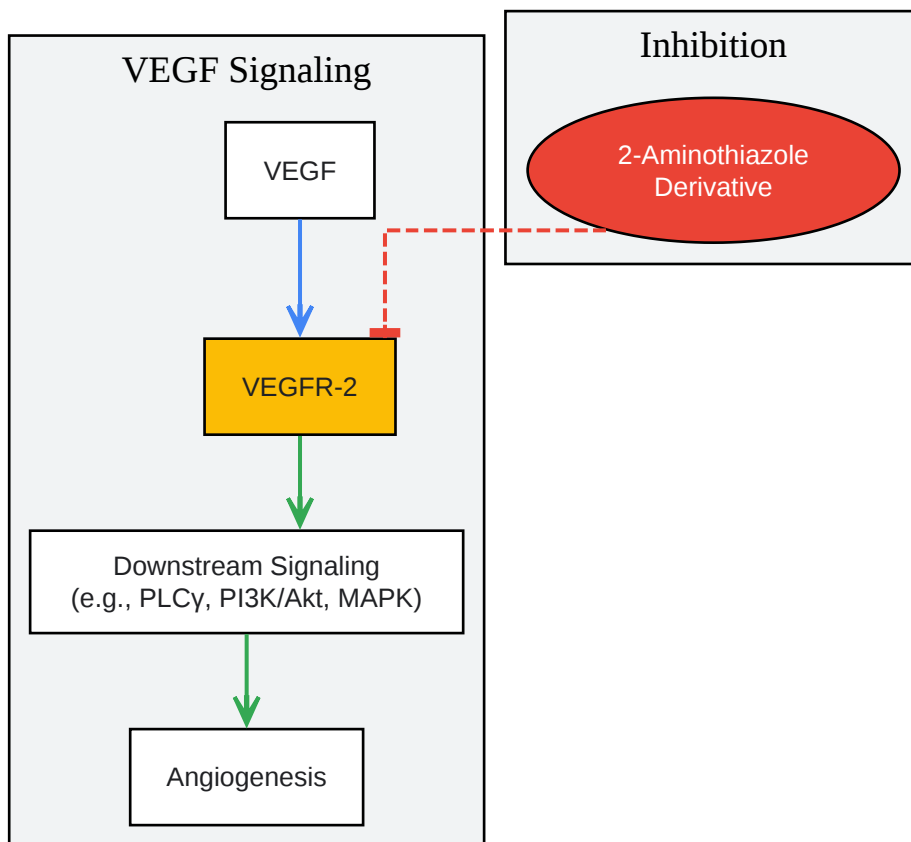 VEGF Signaling
VEGF
VEGFR-2
Downstream Signaling
(e.g., PLCγ, PI3K/Akt, MAPK)
Angiogenesis
Inhibition
2-Aminothiazole
Derivative